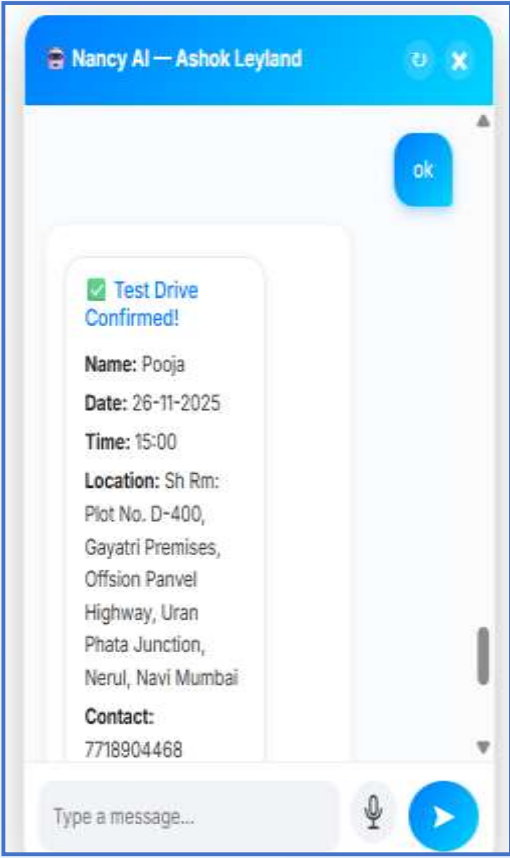 Nancy AI — Ashok Leyland
ok
Test Drive
Confirmed!
Name: Pooja
Date: 26-11-2025
Time: 15:00
Location: Sh Rm:
Plot No. D-400,
Gayatri Premises,
Offsion Panvel
Highway, Uran
Phata Junction,
Nerul, Navi Mumbai
Contact:
7718904468
Type a message...